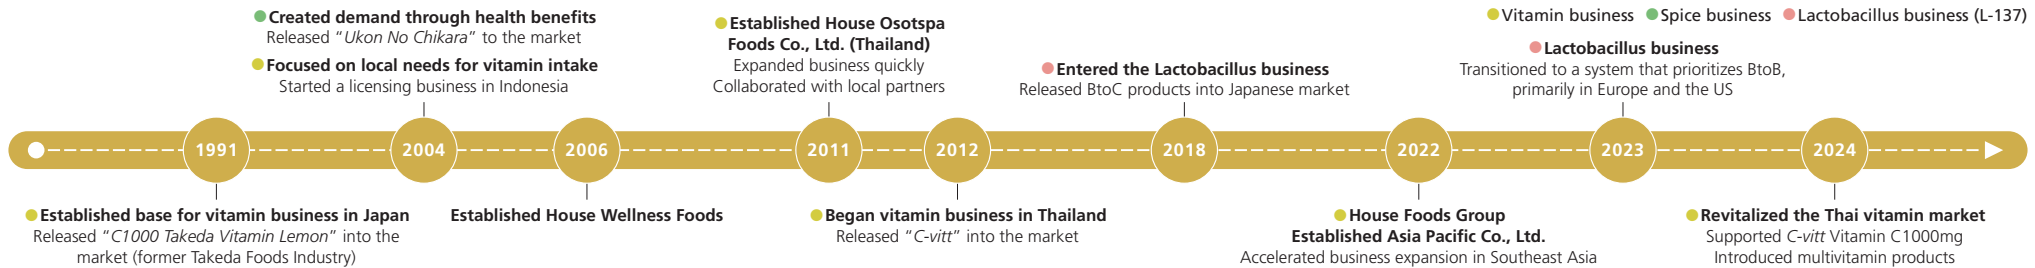 Vitamin business Spice business Lactobacillus business (L-137)
Created demand through health benefits
Released “Ukon No Chikara” to the market
Focused on local needs for vitamin intake
Started a licensing business in Indonesia
Established House Osotspa
Foods Co., Ltd. (Thailand)
Expanded business quickly
Collaborated with local partners
Entered the Lactobacillus business
Released BtoC products into Japanese market
Lactobacillus business
Transitioned to a system that prioritizes BtoB,
primarily in Europe and the US
1991 2004 2006 2011 2012 2018 2022 2023 2024
Established base for vitamin business in Japan
Released “C1000 Takeda Vitamin Lemon” into the
market (former Takeda Foods Industry)
Established House Wellness Foods
Began vitamin business in Thailand
Released “C-vitt” into the market
House Foods Group
Established Asia Pacific Co., Ltd.
Accelerated business expansion in Southeast Asia
Revitalized the Thai vitamin market
Supported C-vitt Vitamin C1000mg
Introduced multivitamin products